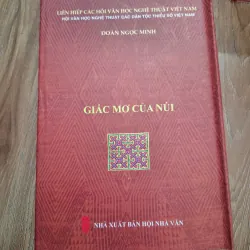 LIÊN HIỆP CÁC HỘI VĂN HỌC NGHỆ THUẬT VIỆT NAM
HỘI VĂN HỌC NGHỆ THUẬT CÁC DÂN TỘC THIỂU SỐ VIỆT NAM
ĐOÀN NGỌC MINH
GIẤC MƠ CỦA NÚI
NHÀ XUẤT BẢN HỘI NHÀ VĂN